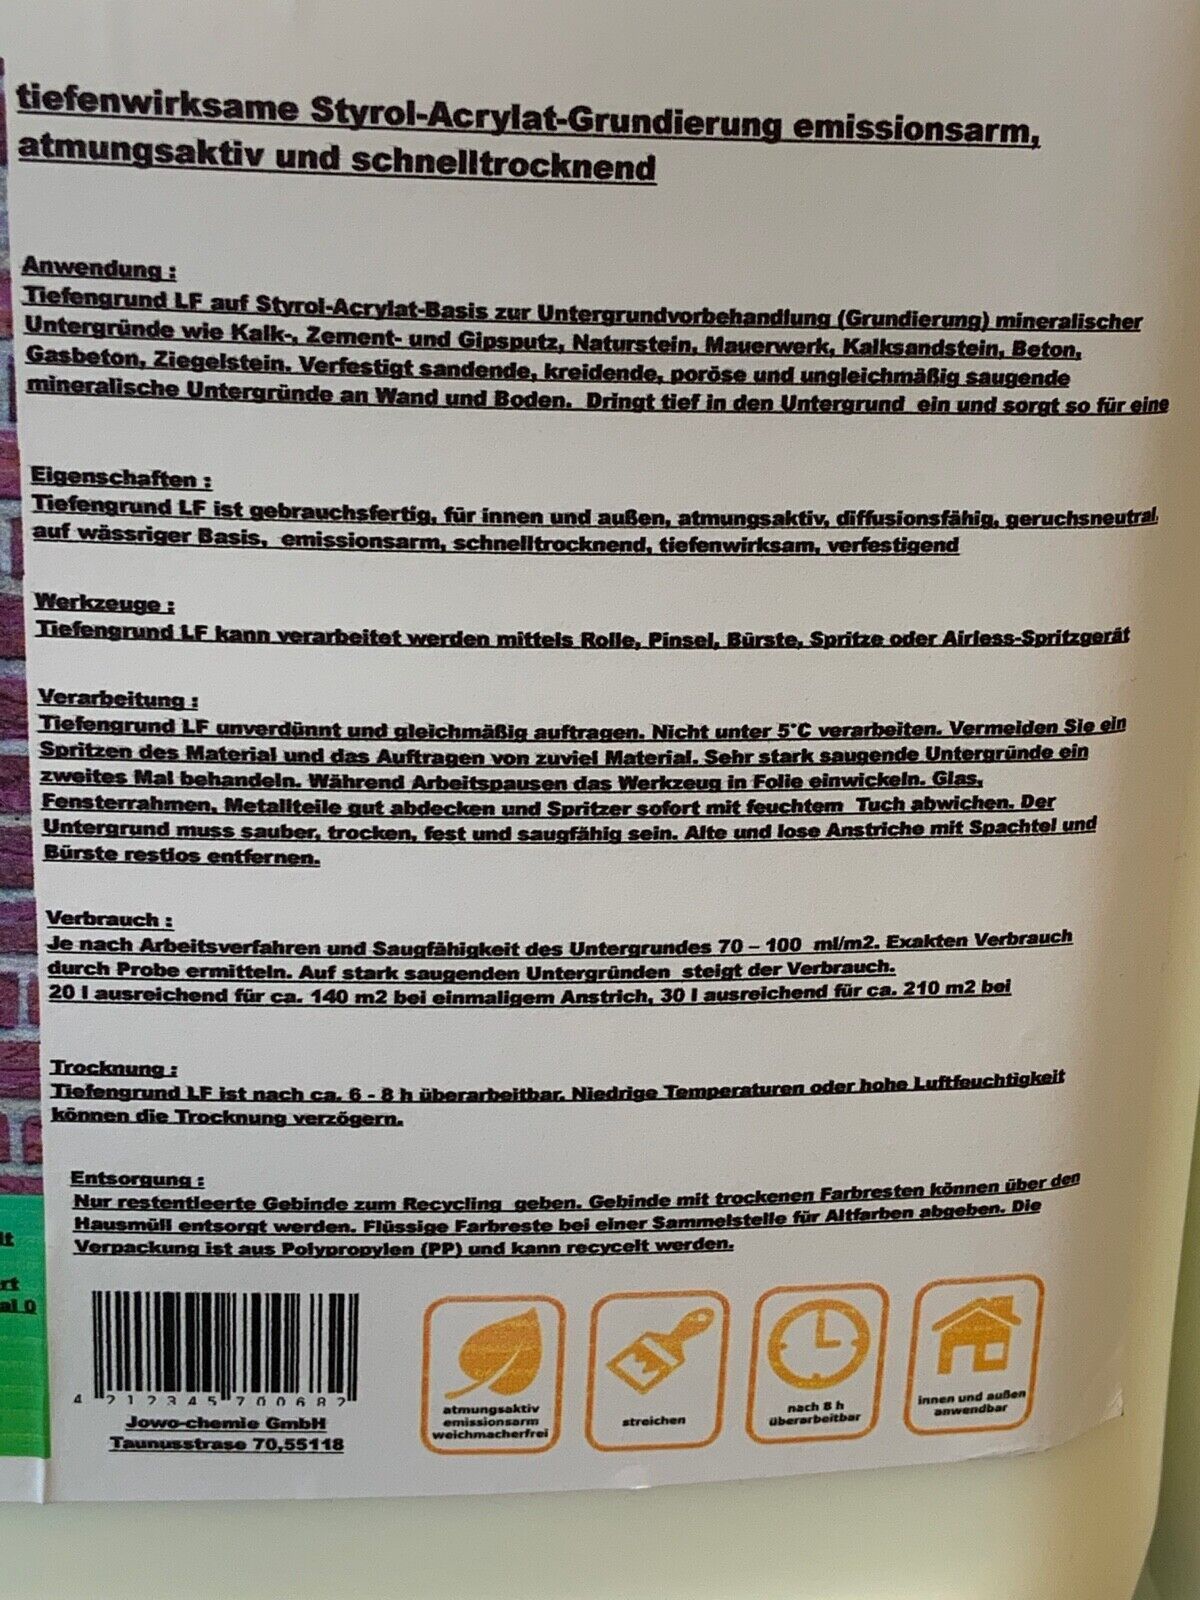 tiefenwirksame Styrol-Acrylat-Grundierung emissionsarm,
atmungsaktiv und schnelltrocknend
Anwendung :
Tiefengrund LF auf Styrol-Acrylat-Basis zur Untergrundvorbehandlung (Grundierung) mineralischer
Untergründe wie Kalk-, Zement- und Gipsputz, Naturstein, Mauerwerk, Kalksandstein, Beton,
Gasbeton, Ziegelstein. Verfestigt sandende, kreidende, poröse und ungleichmäßig saugende
mineralische Untergründe an Wand und Boden. Dringt tief in den Untergrund ein und sorgt so für eine
Eigenschaften :
Tiefengrund LF ist gebrauchsfertig, für innen und außen, atmungsaktiv, diffusionsfähig, geruchsneutral,
auf wässriger Basis, emissionsarm, schnelltrocknend, tiefenwirksam, verfestigend
Werkzeuge :
Tiefengrund LF kann verarbeitet werden mittels Rolle, Pinsel, Bürste, Spritze oder Airless-Spritzgerät
Verarbeitung :
Tiefengrund LF unverdünnt und gleichmäßig auftragen. Nicht unter 5°C verarbeiten. Vermeiden Sie ein
Spritzen des Material und das Auftragen von zuviel Material. Sehr stark saugende Untergründe ein
zweites Mal behandeln. Während Arbeitspausen das Werkzeug in Folie einwickeln. Glas,
Fensterrahmen, Metallteile gut abdecken und Spritzer sofort mit feuchtem Tuch abwichen. Der
Untergrund muss sauber, trocken, fest und saugfähig sein. Alte und lose Anstriche mit Spachtel und
Bürste restlos entfernen.
Verbrauch :
Je nach Arbeitsverfahren und Saugfähigkeit des Untergrundes 70 – 100 ml/m2. Exakten Verbrauch
durch Probe ermitteln. Auf stark saugenden Untergründen steigt der Verbrauch.
20 l ausreichend für ca. 140 m2 bei einmaligem Anstrich, 30 l ausreichend für ca. 210 m2 bei
Trocknung :
Tiefengrund LF ist nach ca. 6 - 8 h überarbeitbar. Niedrige Temperaturen oder hohe Luftfeuchtigkeit
können die Trocknung verzögern.
Entsorgung :
Nur restentleerte Gebinde zum Recycling geben. Gebinde mit trockenen Farbresten können über den
Hausmüll entsorgt werden. Flüssige Farbreste bei einer Sammelstelle für Altfarben abgeben. Die
Verpackung ist aus Polypropylen (PP) und kann recycelt werden.
rt
al 0
4 212345 700682
Jowo-chemie GmbH
Taunusstrase 70,55118
atmungsaktiv
emissionsarm
weichmacherfrei
streichen
nach 8 h
überarbeitbar
innen und außen
anwendbar